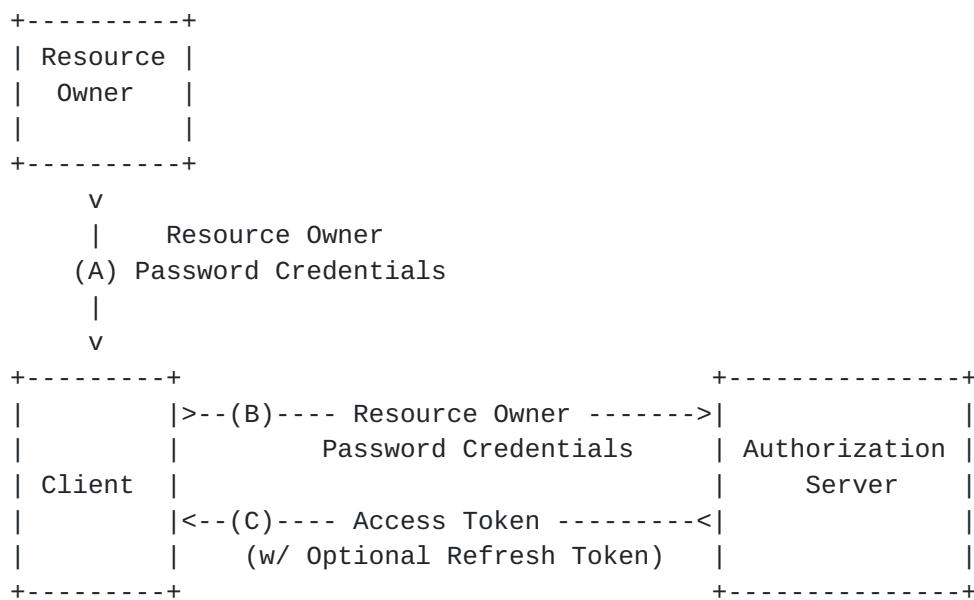 +----------+
| Resource |
|  Owner   |
|          |
+----------+
     v
     |    Resource Owner
    (A) Password Credentials
     |
     v
+---------+                                  +---------------+
|         |>--(B)---- Resource Owner ------->|               |
|         |         Password Credentials     | Authorization |
| Client  |                                  |     Server    |
|         |<--(C)---- Access Token ---------<|               |
|         |    (w/ Optional Refresh Token)   |               |
+---------+                                  +---------------+